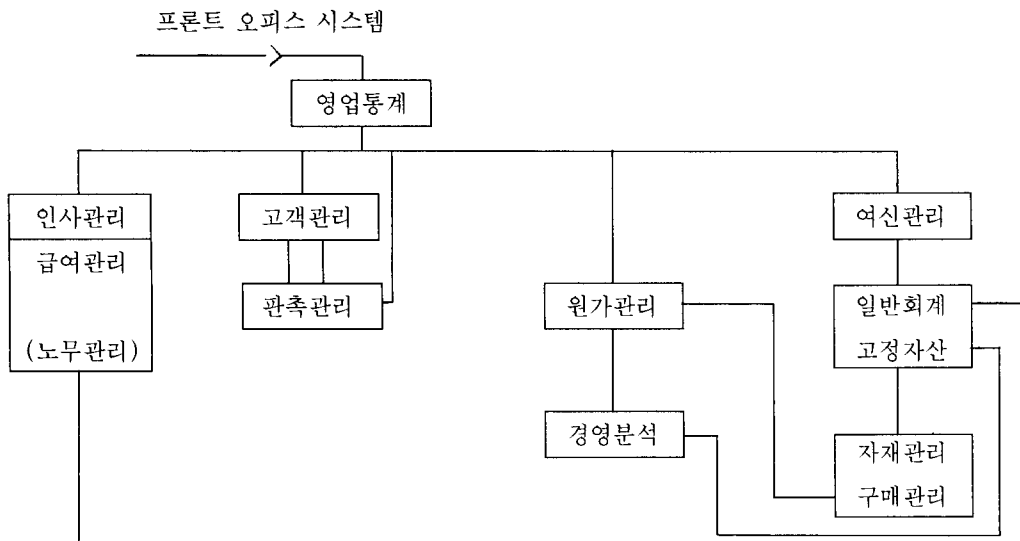 프론트 오피스 시스템
영업통계
인사관리
급여관리
(노무관리)
고객관리
판촉관리
원가관리
경영분석
여신관리
일반회계
고정자산
자재관리
구매관리